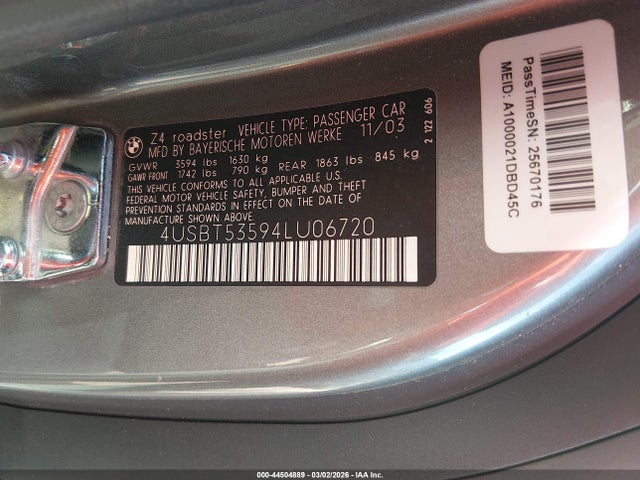 Z4 roadster VEHICLE TYPE: PASSENGER CAR
MFD BY BAYERISCHE MOTOREN WERKE 11/03
GVWR 3594 lbs 1630 kg
GAWR FRONT 1742 lbs 790 kg REAR 1863 lbs 845 kg
THIS VEHICLE CONFORMS TO ALL APPLICABLE U.S.
FEDERAL MOTOR VEHICLE SAFETY, BUMPER AND THEFT
PREVENTION STANDARDS IN EFFECT ON THE DATE OF
MANUFACTURE SHOWN ABOVE.
4USBT53594LU06720
2 122 606
PassTimeSN: 25670176
MEID: A1000021DBD45C
000-44504889 - 03/02/2026 - IAA Inc.